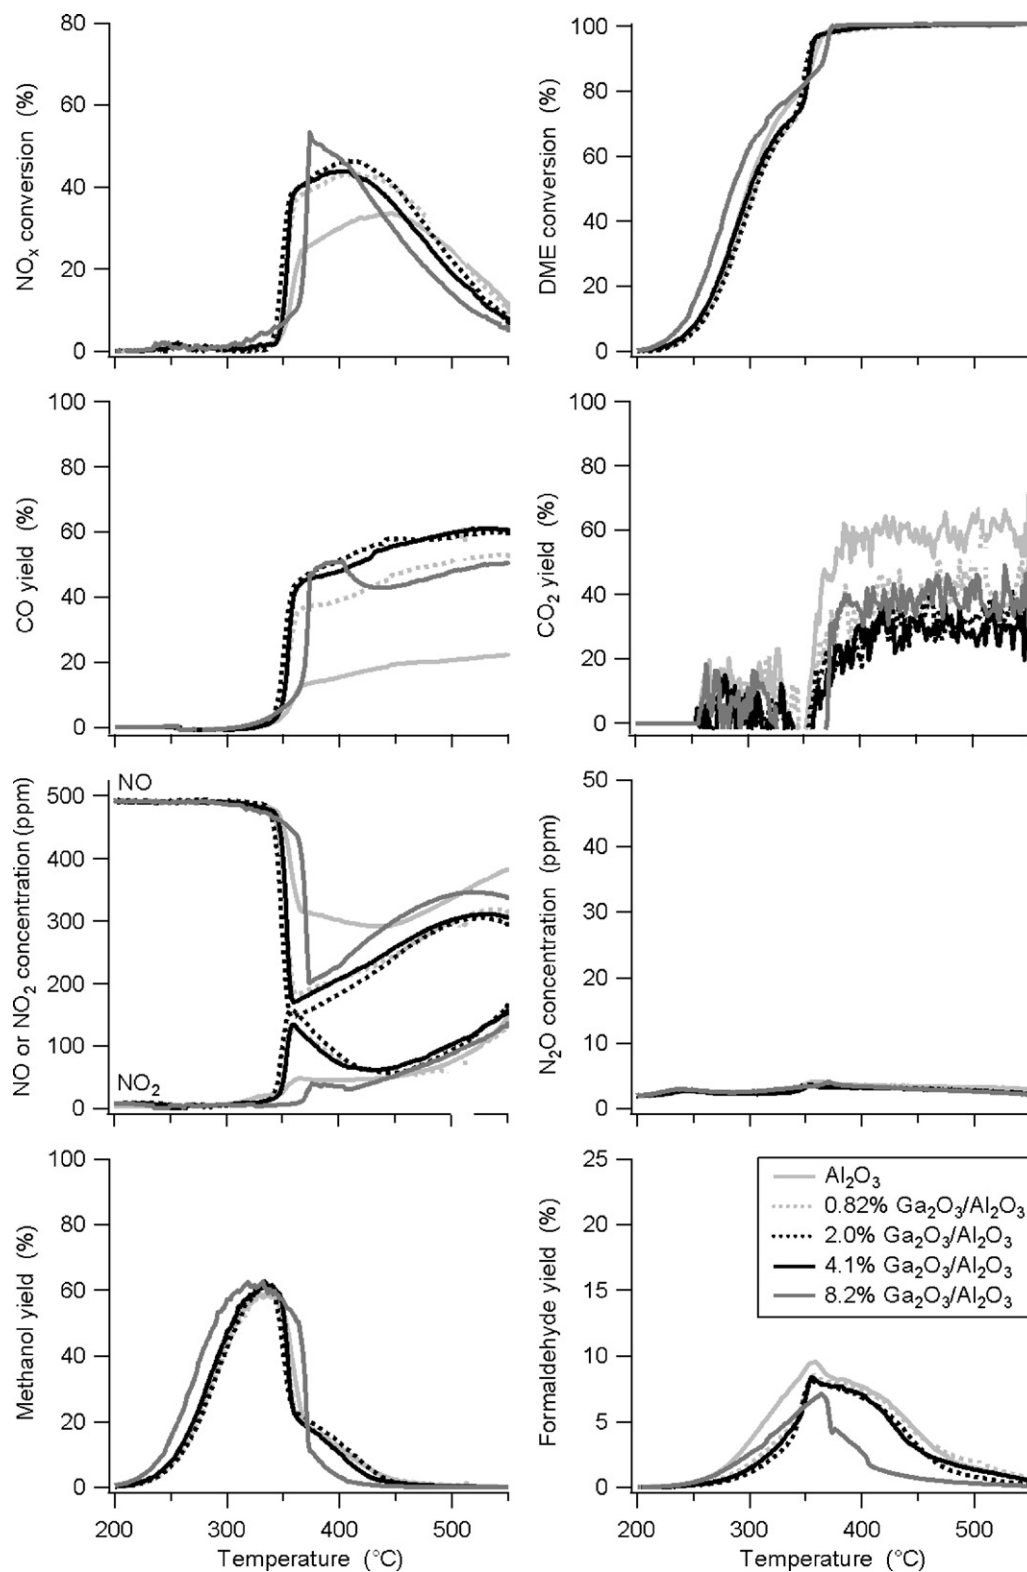 NOx conversion (%)
80
60
40
20
0
DME conversion (%)
100
80
60
40
20
0
CO yield (%)
100
80
60
40
20
0
CO2 yield (%)
100
80
60
40
20
0
NO or NO2 concentration (ppm)
500
400
300
200
100
0
NO
NO2
N2O concentration (ppm)
50
40
30
20
10
0
Methanol yield (%)
100
80
60
40
20
0
200 300 400 500
Temperature (°C)
Formaldehyde yield (%)
25
20
15
10
5
0
Al2O3
0.82% Ga2O3/Al2O3
2.0% Ga2O3/Al2O3
4.1% Ga2O3/Al2O3
8.2% Ga2O3/Al2O3
200 300 400 500
Temperature (°C)